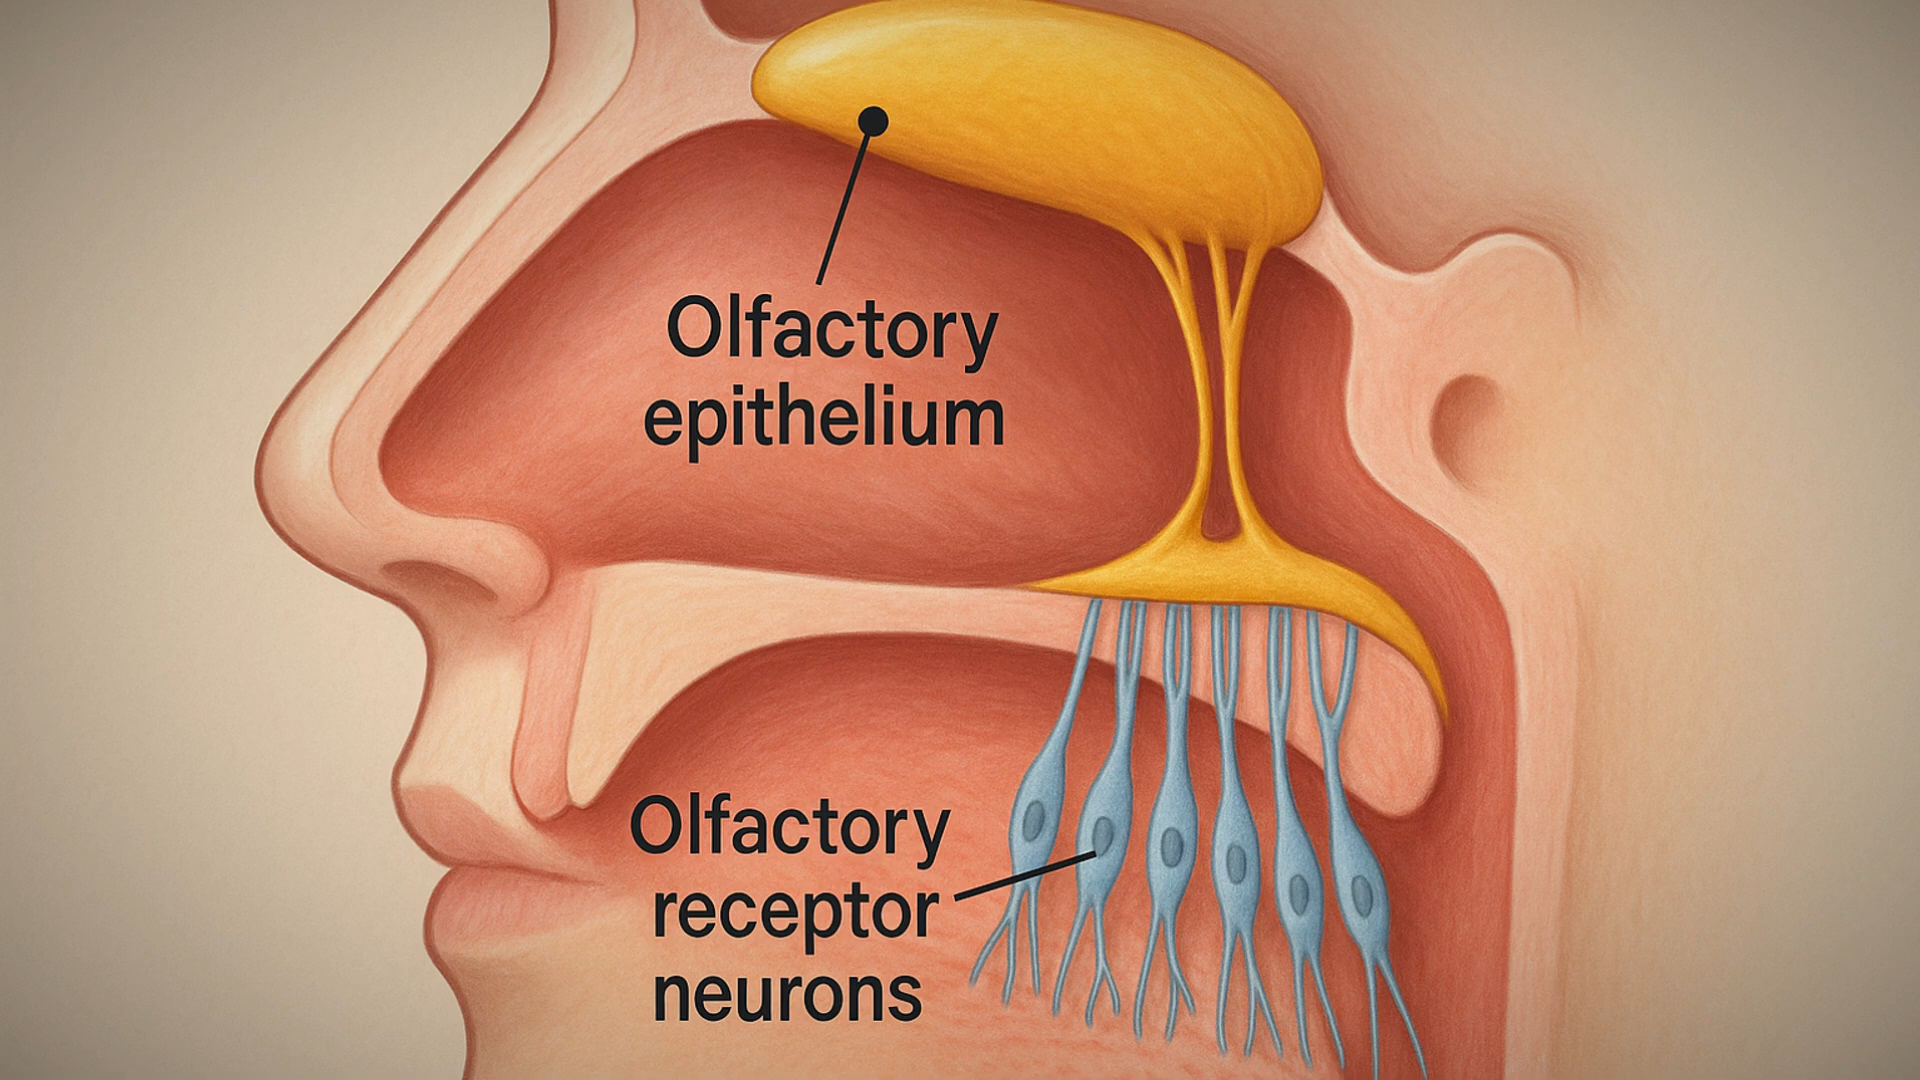 Olfactory
epithelium
Olfactory
receptor
neurons